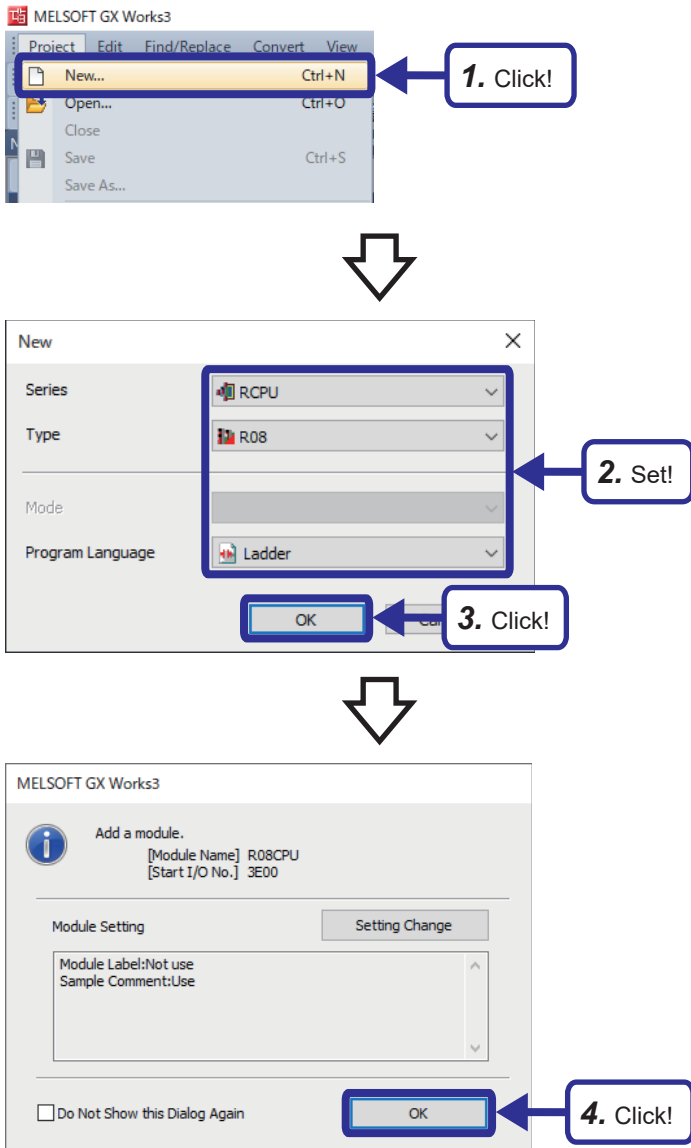 MELSOFT GX Works3
Project Edit Find/Replace Convert View
New... Ctrl+N
1. Click!
Open... Ctrl+O
Close
Save Ctrl+S
Save As...
New
Series RCPU
Type R08
2. Set!
Mode
Program Language Ladder
OK
3. Click!
MELSOFT GX Works3
Add a module.
[Module Name] R08CPU
[Start I/O No.] 3E00
Module Setting Setting Change
Module Label:Not use
Sample Comment:Use
Do Not Show this Dialog Again OK
4. Click!